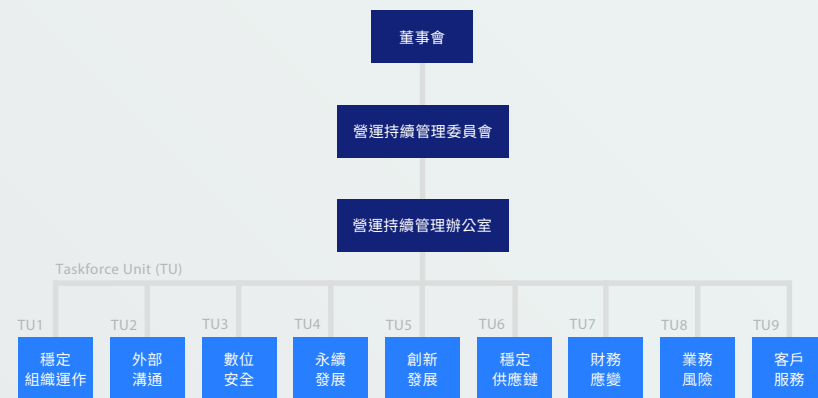 董事會
營運持續管理委員會
營運持續管理辦公室
Taskforce Unit (TU)
TU1
穩定
組織運作
TU2
外部
溝通
TU3
數位
安全
TU4
永續
發展
TU5
創新
發展
TU6
穩定
供應鏈
TU7
財務
應變
TU8
業務
風險
TU9
客戶
服務